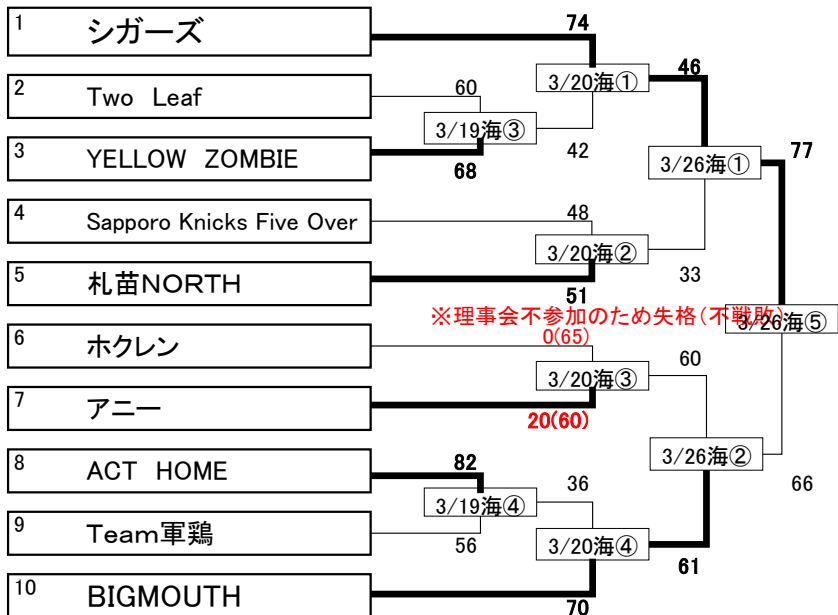 1 シガーズ
74
3/20海①
46
2 Two Leaf
60
3/19海③
42
3 YELLOW ZOMBIE
68
3/26海①
77
4 Sapporo Knicks Five Over
48
3/20海②
33
5 札苗NORTH
51
※理事会不参加のため失格(不戦敗)
3/26海⑤
6 ホクレン
0(65)
3/20海③
60
7 アニー
20(60)
3/26海②
66
8 ACT HOME
82
3/19海④
36
9 Team軍鶏
56
3/20海④
61
10 BIGMOUTH
70